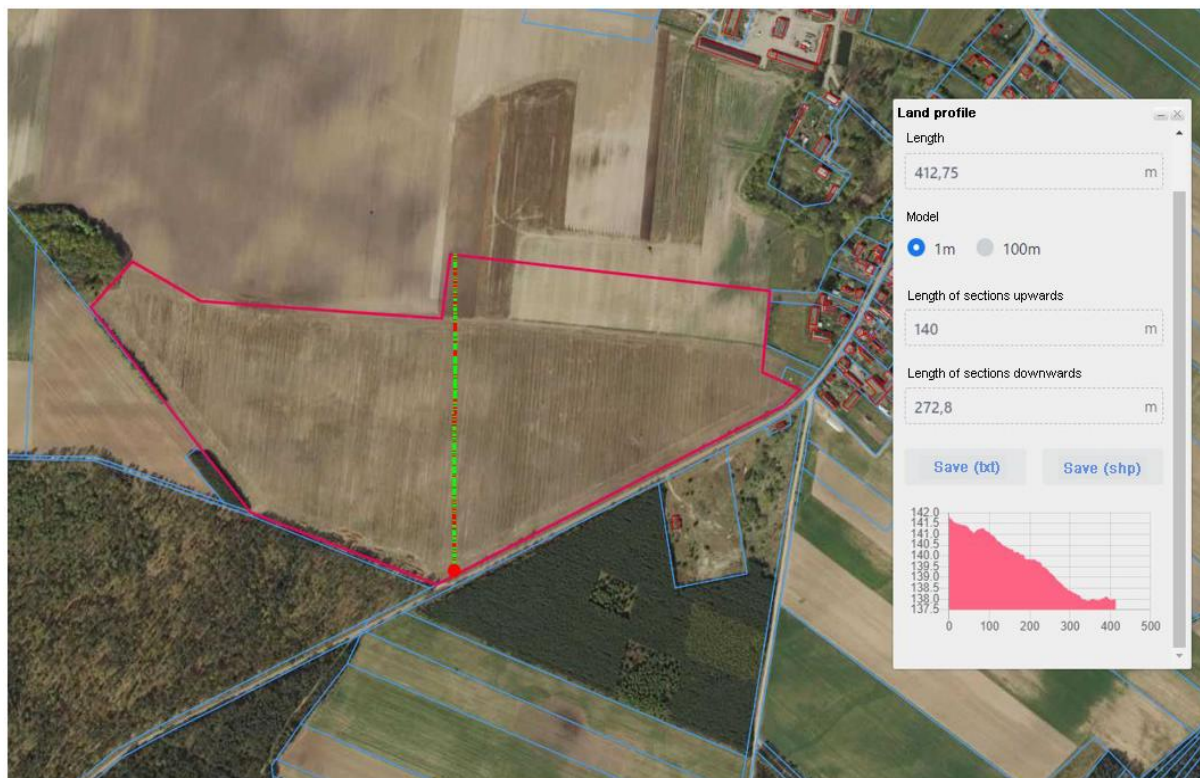 Land profile
Length
412,75 m
Model
1m 100m
Length of sections upwards
140 m
Length of sections downwards
272,8 m
Save (txt) Save (shp)
142.0
141.5
141.0
140.5
140.0
139.5
139.0
138.5
138.0
137.5
0 100 200 300 400 500